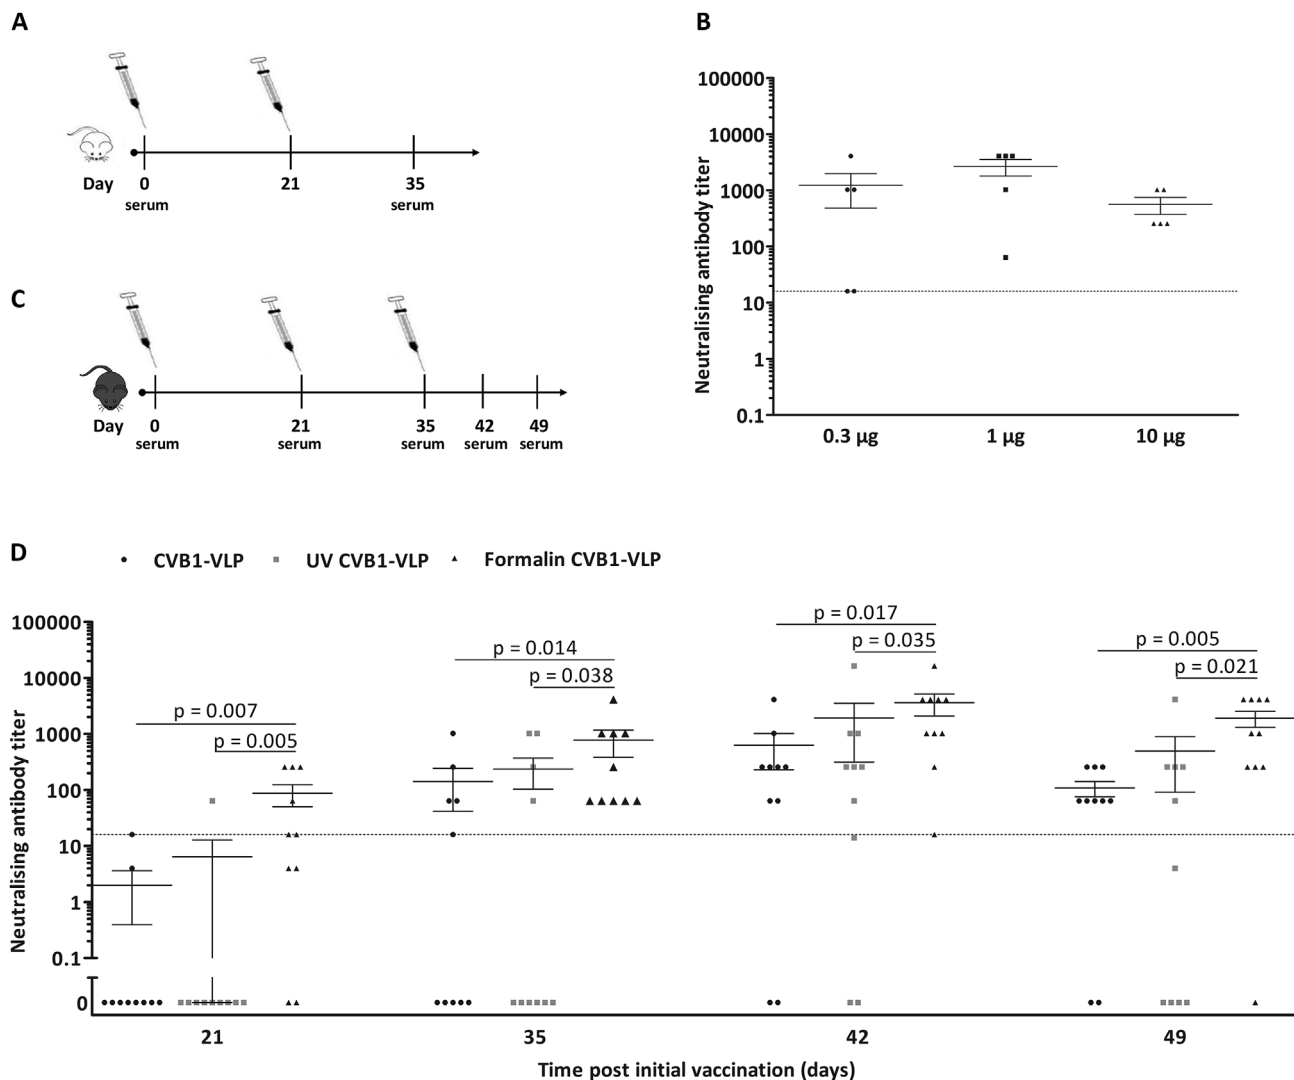 A
Day 0 21 35
serum serum
B
Neutralising antibody titer
100000
10000
1000
100
10
1
0.1
0.3 µg 1 µg 10 µg
C
Day 0 21 35 42 49
serum serum serum serum serum
D
CVB1-VLP UV CVB1-VLP Formalin CVB1-VLP
Neutralising antibody titer
100000
10000
1000
100
10
1
0.1
0
p = 0.007
p = 0.005
p = 0.014
p = 0.038
p = 0.017
p = 0.035
p = 0.005
p = 0.021
21 35 42 49
Time post initial vaccination (days)